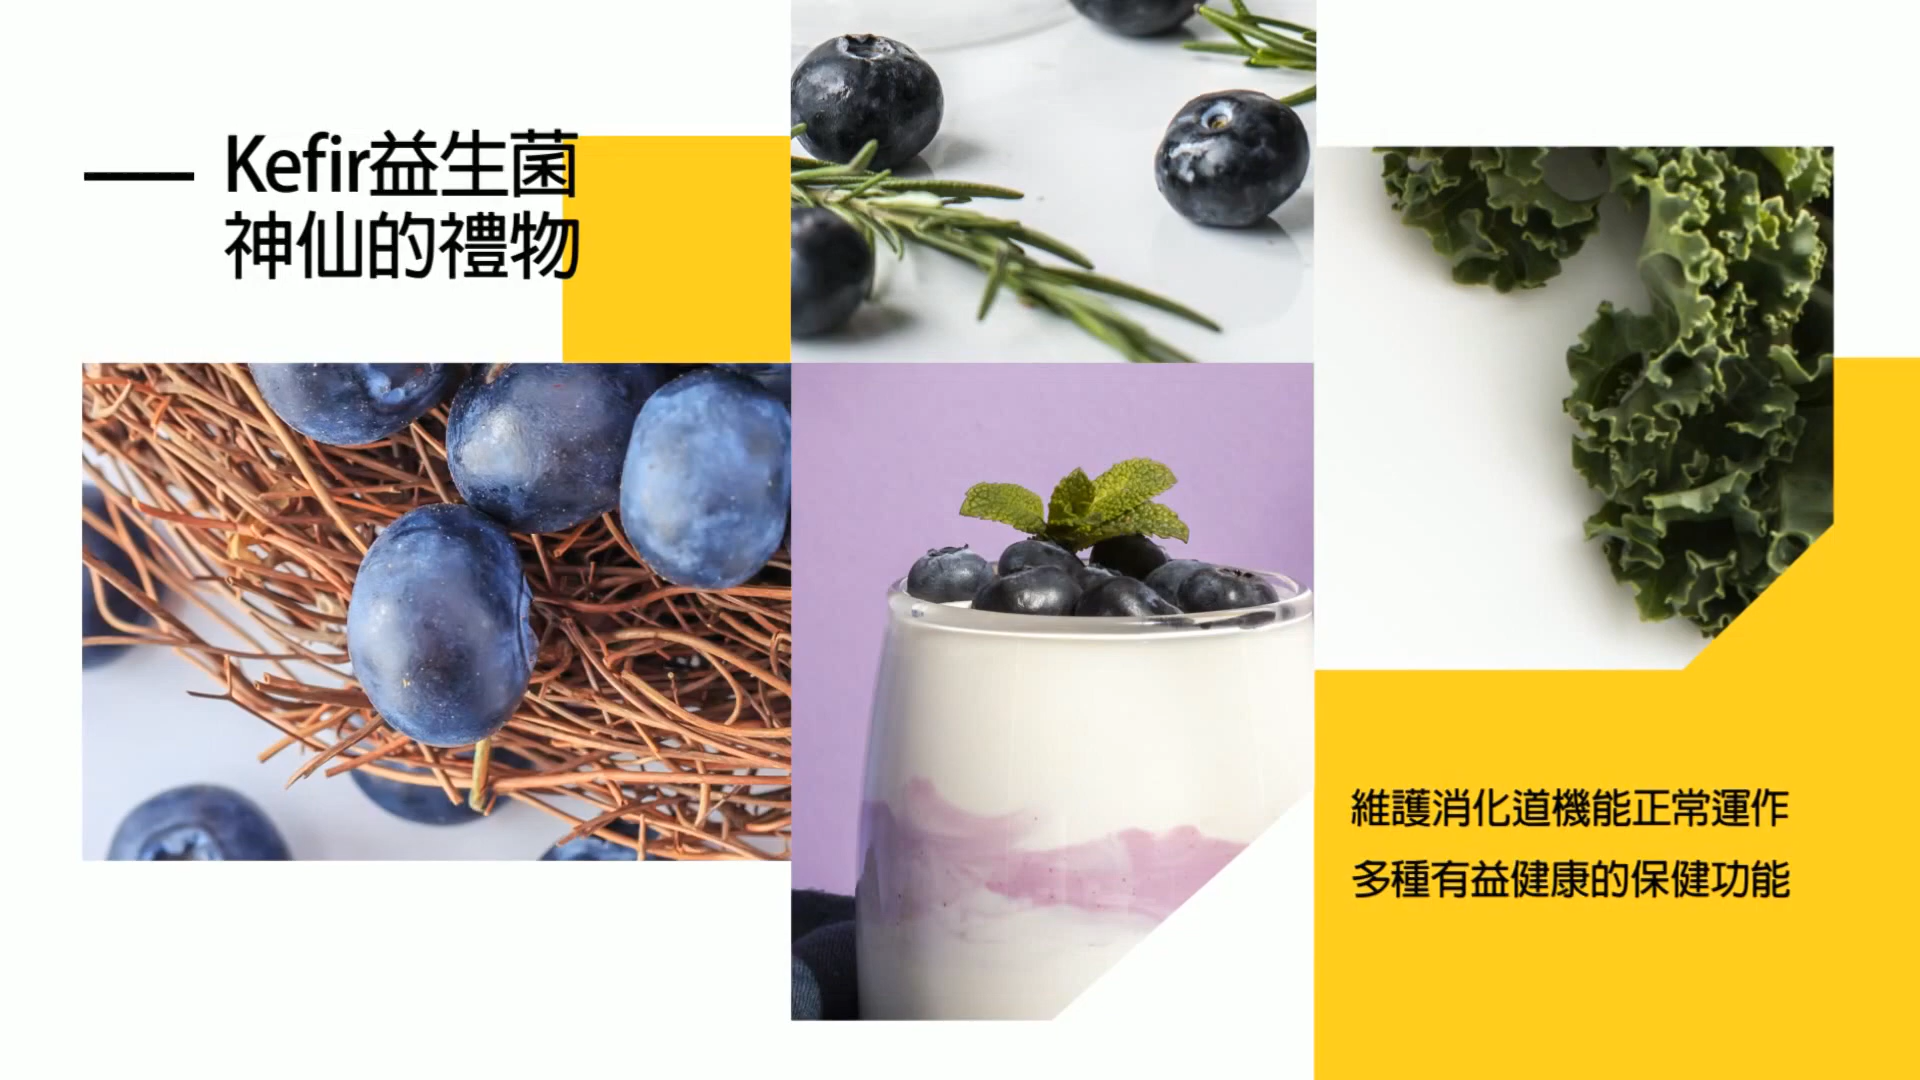 Kefir益生菌
神仙的禮物
維護消化道機能正常運作
多種有益健康的保健功能